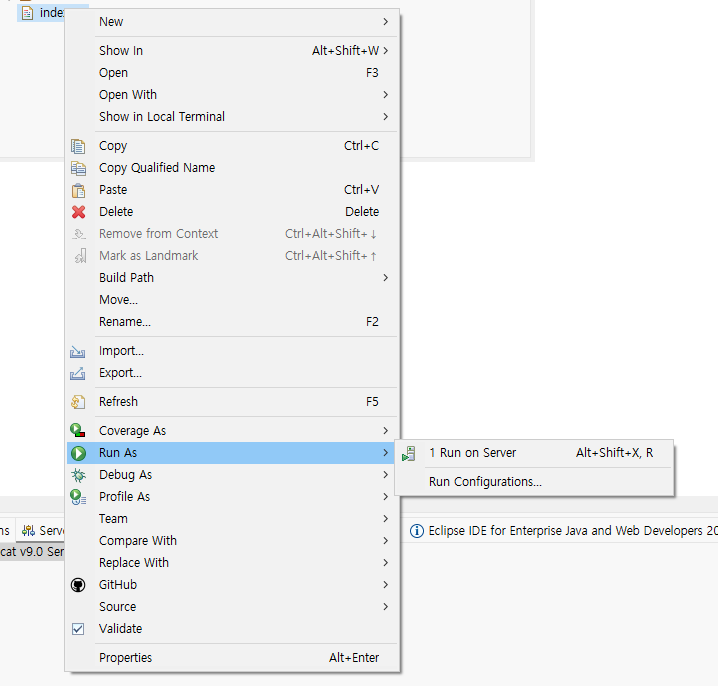 inde
New
Show In Alt+Shift+W
Open F3
Open With
Show in Local Terminal
Copy Ctrl+C
Copy Qualified Name
Paste Ctrl+V
Delete Delete
Remove from Context Ctrl+Alt+Shift+↓
Mark as Landmark Ctrl+Alt+Shift+↑
Build Path
Move...
Rename... F2
Import...
Export...
Refresh F5
Coverage As
Run As
1 Run on Server Alt+Shift+X, R
Debug As
Run Configurations...
Profile As
Team
ns Serve Eclipse IDE for Enterprise Java and Web Developers 20
Compare With
cat v9.0 Ser
Replace With
GitHub
Source
Validate
Properties Alt+Enter